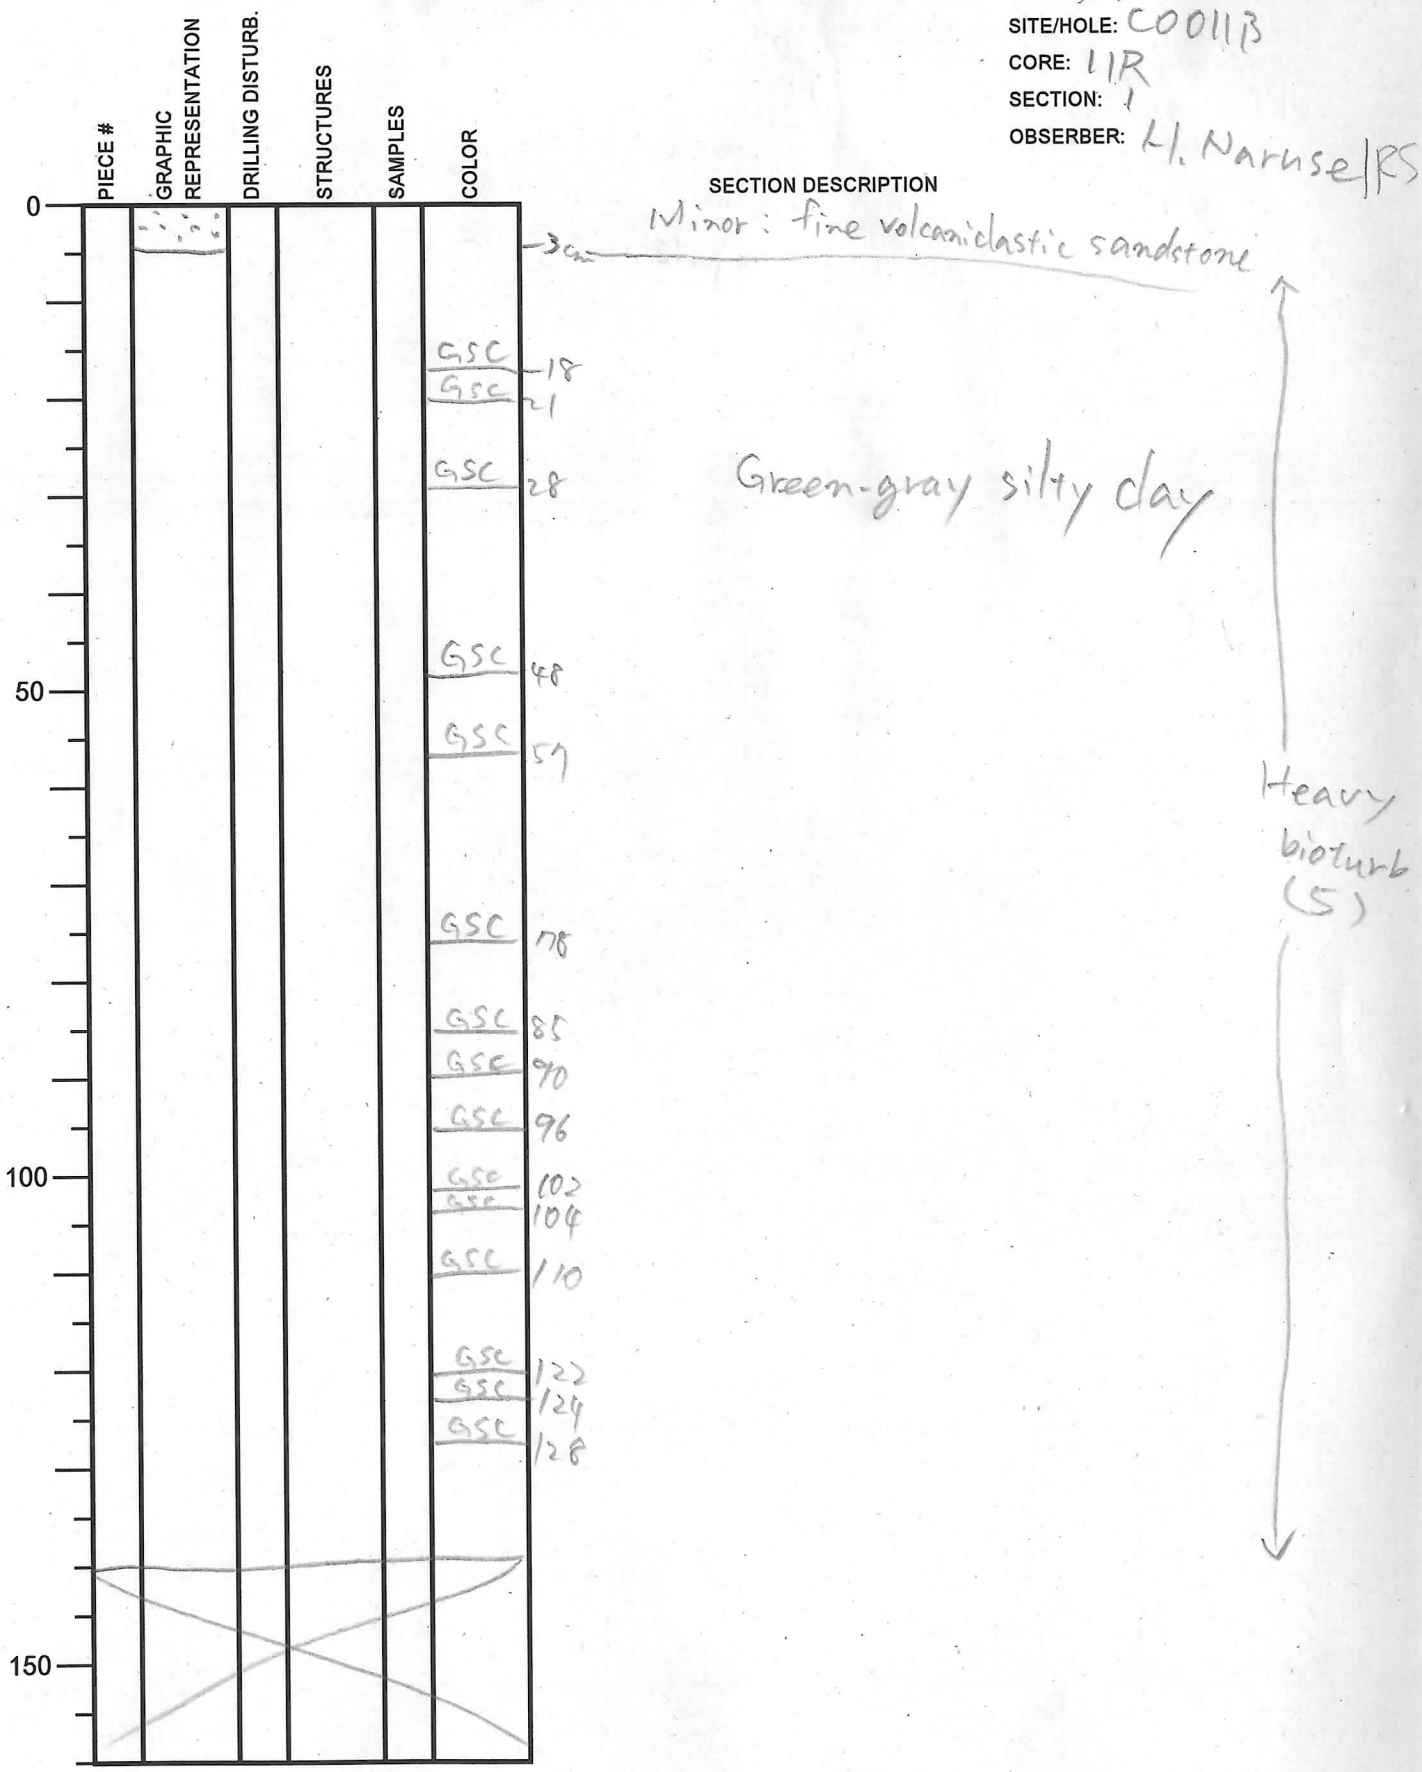 SITE/HOLE: C0011B
CORE: 11R
SECTION: 1
OBSERBER: H. Naruse/RS
PIECE #
GRAPHIC REPRESENTATION
DRILLING DISTURB.
STRUCTURES
SAMPLES
COLOR
SECTION DESCRIPTION
0
3cm Minor: fine volcaniclastic sandstone
GSC 18
GSC 21
GSC 28
Green-gray silty clay
GSC 48
50
GSC 57
Heavy
bioturb
(5)
GSC 78
GSC 85
GSC 90
GSC 96
100
GSC 102
GSC 104
GSC 110
GSC 122
GSC 124
GSC 128
150